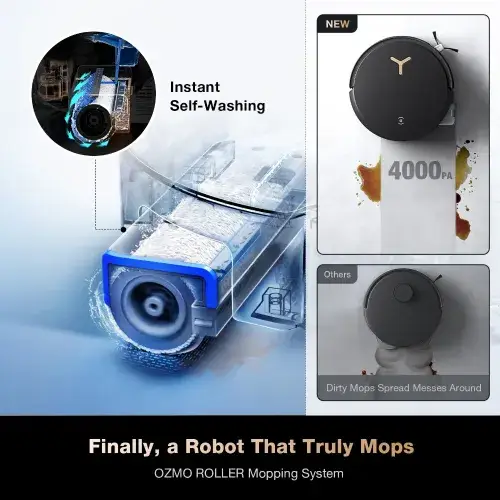 Instant
Self-Washing
NEW
4000PA
Others
Dirty Mops Spread Messes Around
Finally, a Robot That Truly Mops
OZMO ROLLER Mopping System